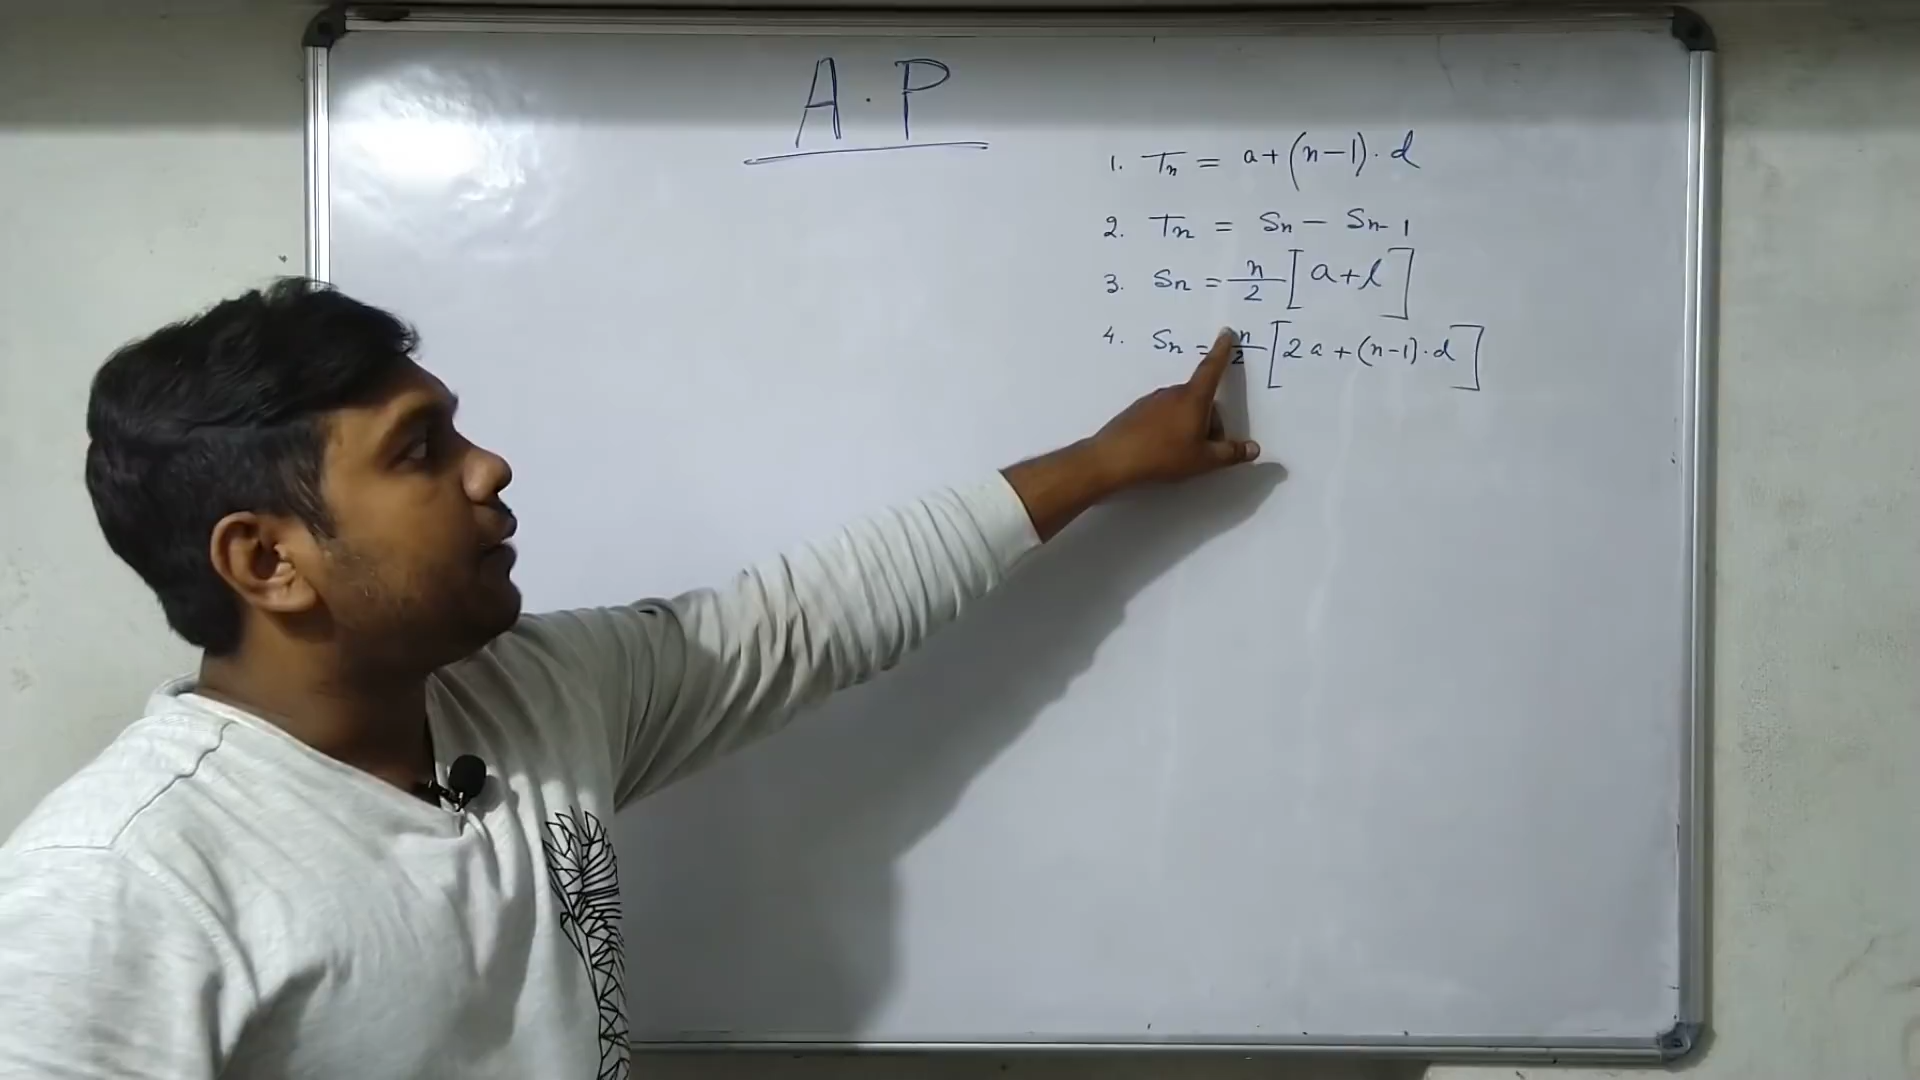 A.P
1. Tn = a+(n-1).d
2. Tn = Sn - Sn-1
3. Sn = n/2 [a+l]
4. Sn = n/2 [2a+(n-1).d]